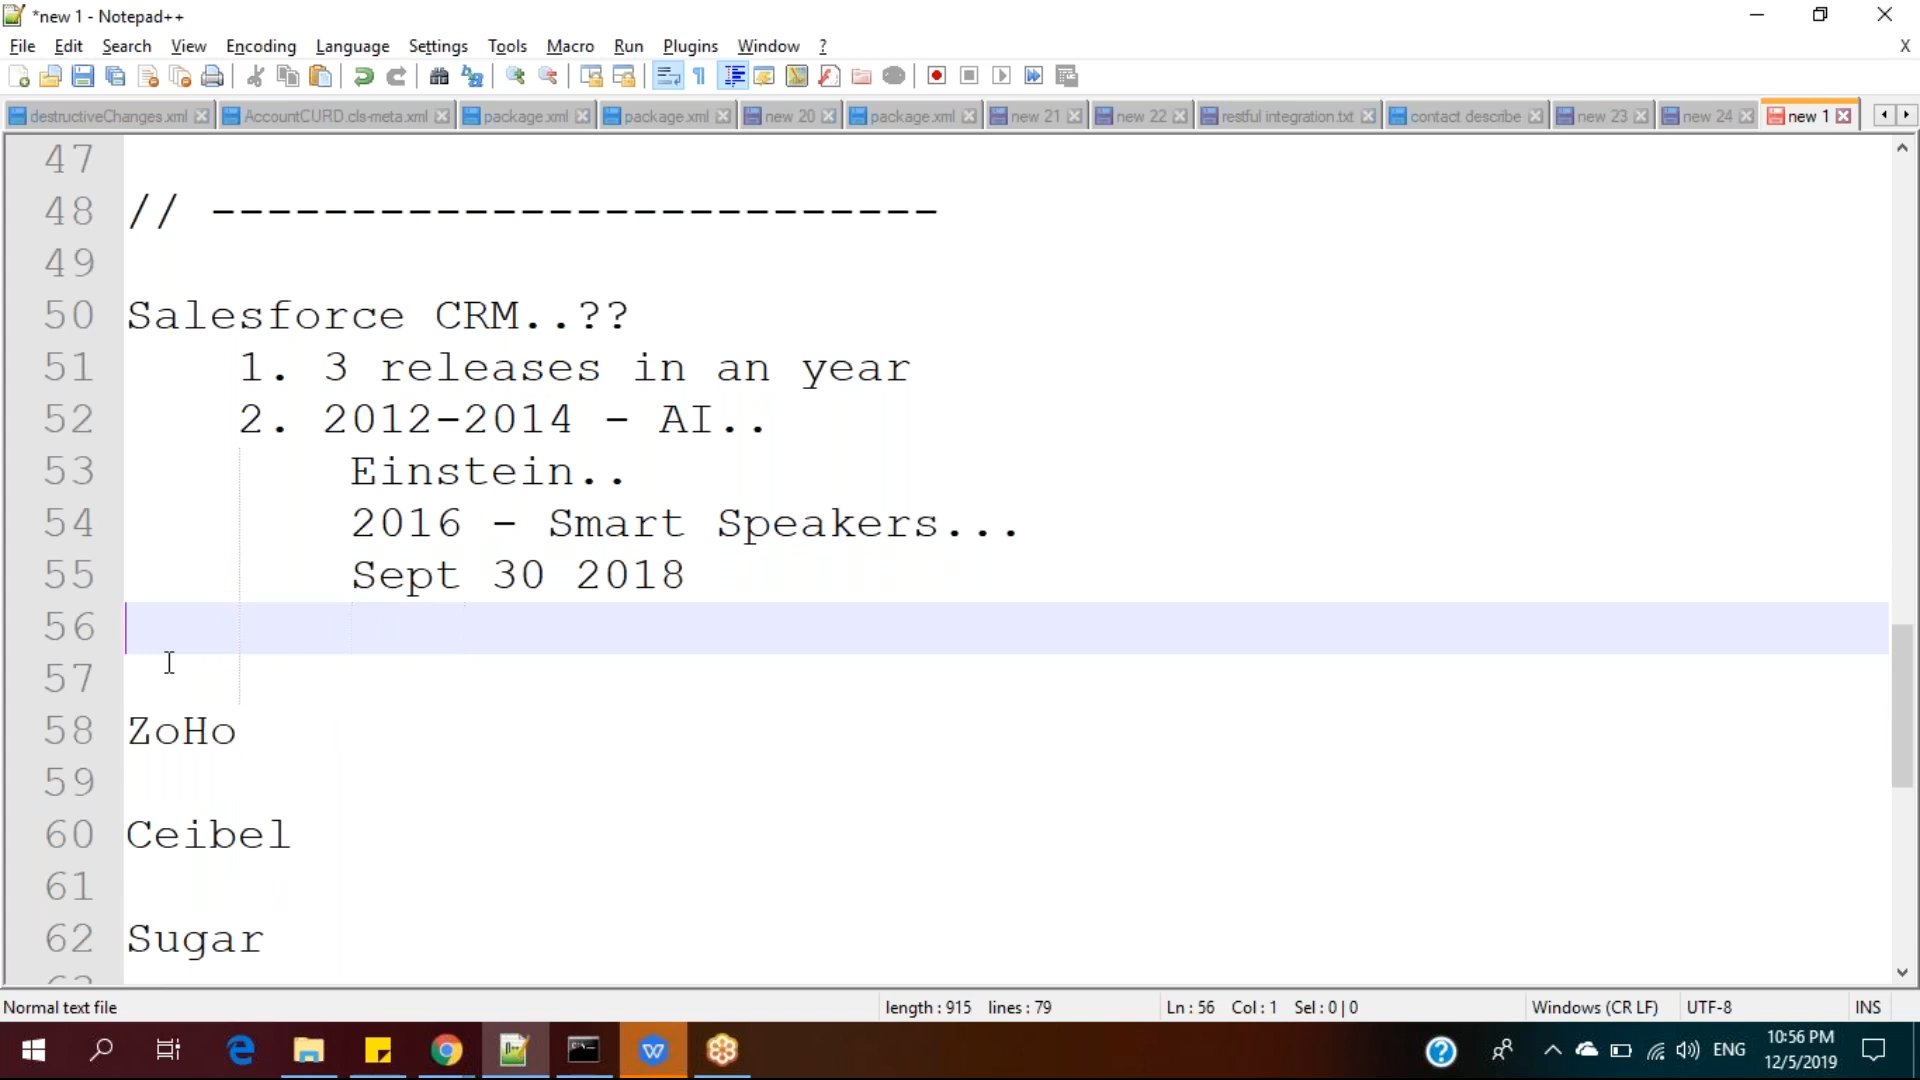 *new 1 - Notepad++
File Edit Search View Encoding Language Settings Tools Macro Run Plugins Window ?
X
destructiveChanges.xml AccountCURD.cls-meta.xml package.xml package.xml new 20 package.xml new 21 new 22 restful integration.txt contact describe new 23 new 24 new 1
47
48 // --------------------------
49
50 Salesforce CRM..??
51 1. 3 releases in an year
52 2. 2012-2014 - AI..
53 Einstein..
54 2016 - Smart Speakers...
55 Sept 30 2018
56
57
58 ZoHo
59
60 Ceibel
61
62 Sugar
Normal text file length : 915 lines : 79 Ln : 56 Col : 1 Sel : 0 | 0 Windows (CR LF) UTF-8 INS
ENG
10:56 PM
12/5/2019